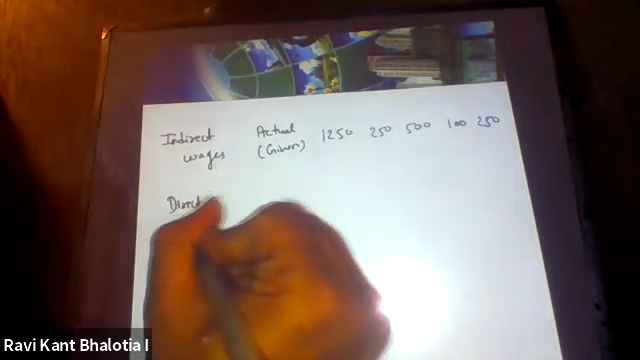 Indirect Actual 1250 250 500 100 250
wages (Given)
Direct
Ravi Kant Bhalotia I